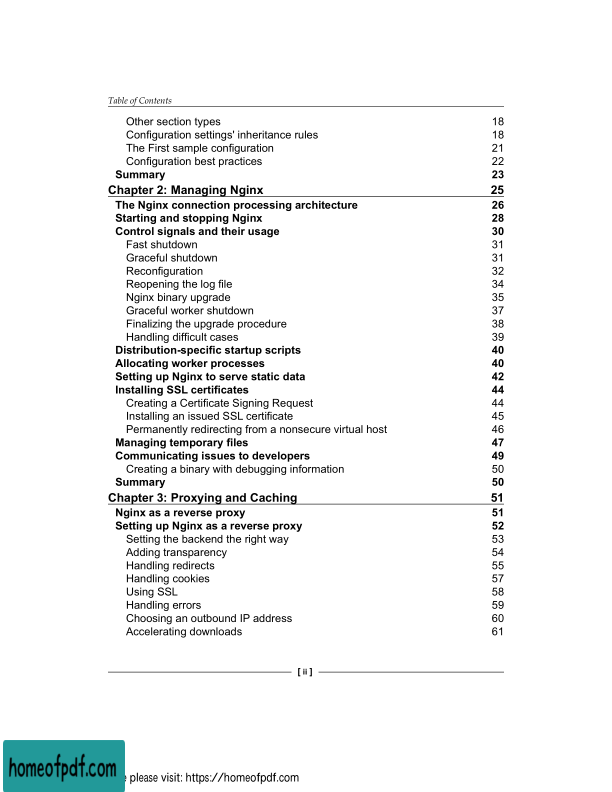 Table of Contents
Other section types 18
Configuration settings' inheritance rules 18
The First sample configuration 21
Configuration best practices 22
Summary 23
Chapter 2: Managing Nginx 25
The Nginx connection processing architecture 26
Starting and stopping Nginx 28
Control signals and their usage 30
Fast shutdown 31
Graceful shutdown 31
Reconfiguration 32
Reopening the log file 34
Nginx binary upgrade 35
Graceful worker shutdown 37
Finalizing the upgrade procedure 38
Handling difficult cases 39
Distribution-specific startup scripts 40
Allocating worker processes 40
Setting up Nginx to serve static data 42
Installing SSL certificates 44
Creating a Certificate Signing Request 44
Installing an issued SSL certificate 45
Permanently redirecting from a nonsecure virtual host 46
Managing temporary files 47
Communicating issues to developers 49
Creating a binary with debugging information 50
Summary 50
Chapter 3: Proxying and Caching 51
Nginx as a reverse proxy 51
Setting up Nginx as a reverse proxy 52
Setting the backend the right way 53
Adding transparency 54
Handling redirects 55
Handling cookies 57
Using SSL 58
Handling errors 59
Choosing an outbound IP address 60
Accelerating downloads 61
[ ii ]
homeofpdf.com
please visit: https://homeofpdf.com